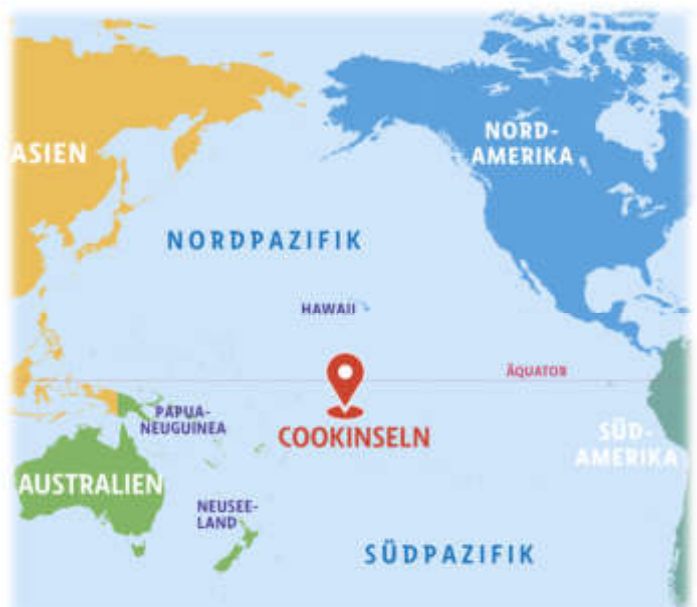 NORD-
AMERIKA
ASIEN
NORDPAZIFIK
HAWAII
ÄQUATOR
PAPUA-
NEUGUINEA
COOKINSELN
SÜD-
AMERIKA
AUSTRALIEN
NEUSEE-
LAND
SÜDPAZIFIK